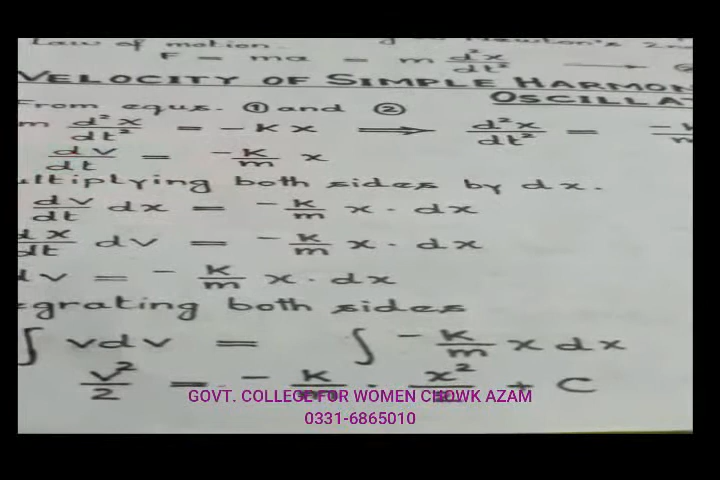 Law of motion. Newton's 2nd
F = ma = m d²x/dt²
VELOCITY OF SIMPLE HARMON
OSCILLAT
From equs. ① and ②
m d²x/dt² = -Kx ⟹ d²x/dt² = -K/m
dv/dt = -K/m x
ultiplying both sides by dx.
dv/dt dx = -K/m x. dx
dx/dt dv = -K/m x. dx
dv = -K/m x. dx
egrating both sides
∫ vdv = ∫ -K/m x dx
v²/2 = -K/m . x²/2 + C
GOVT. COLLEGE FOR WOMEN CHOWK AZAM
0331-6865010